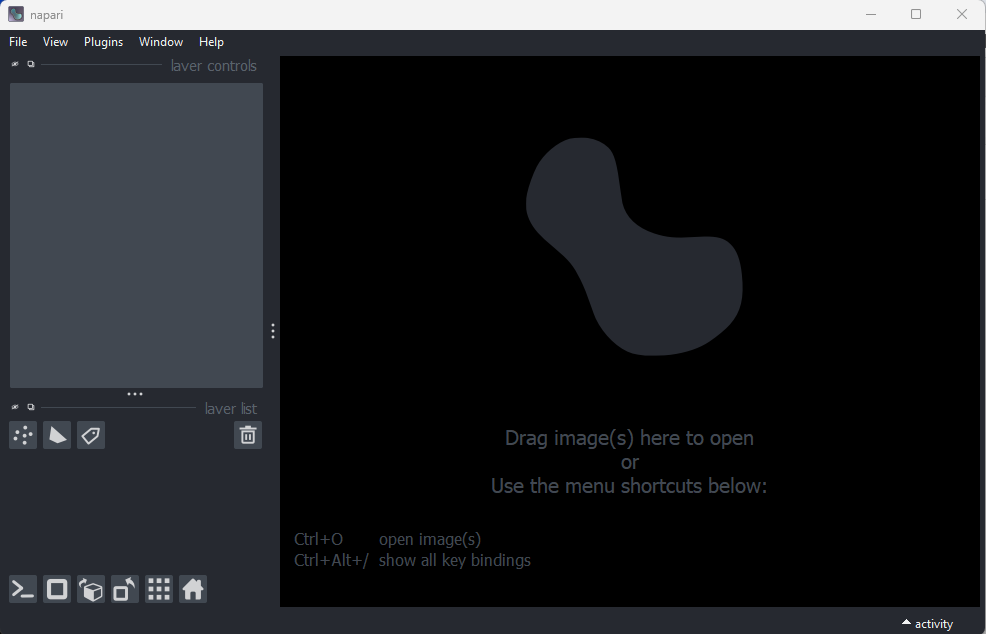 napari
File View Plugins Window Help
layer controls
layer list
Drag image(s) here to open
or
Use the menu shortcuts below:
Ctrl+O open image(s)
Ctrl+Alt+/ show all key bindings
activity